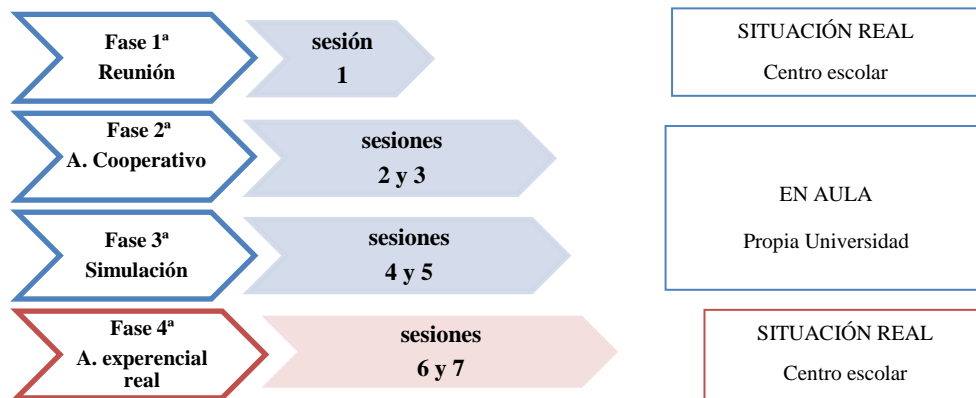 Fase 1ª
Reunión
sesión
1
SITUACIÓN REAL
Centro escolar
Fase 2ª
A. Cooperativo
sesiones
2 y 3
EN AULA
Propia Universidad
Fase 3ª
Simulación
sesiones
4 y 5
Fase 4ª
A. experencial
real
sesiones
6 y 7
SITUACIÓN REAL
Centro escolar